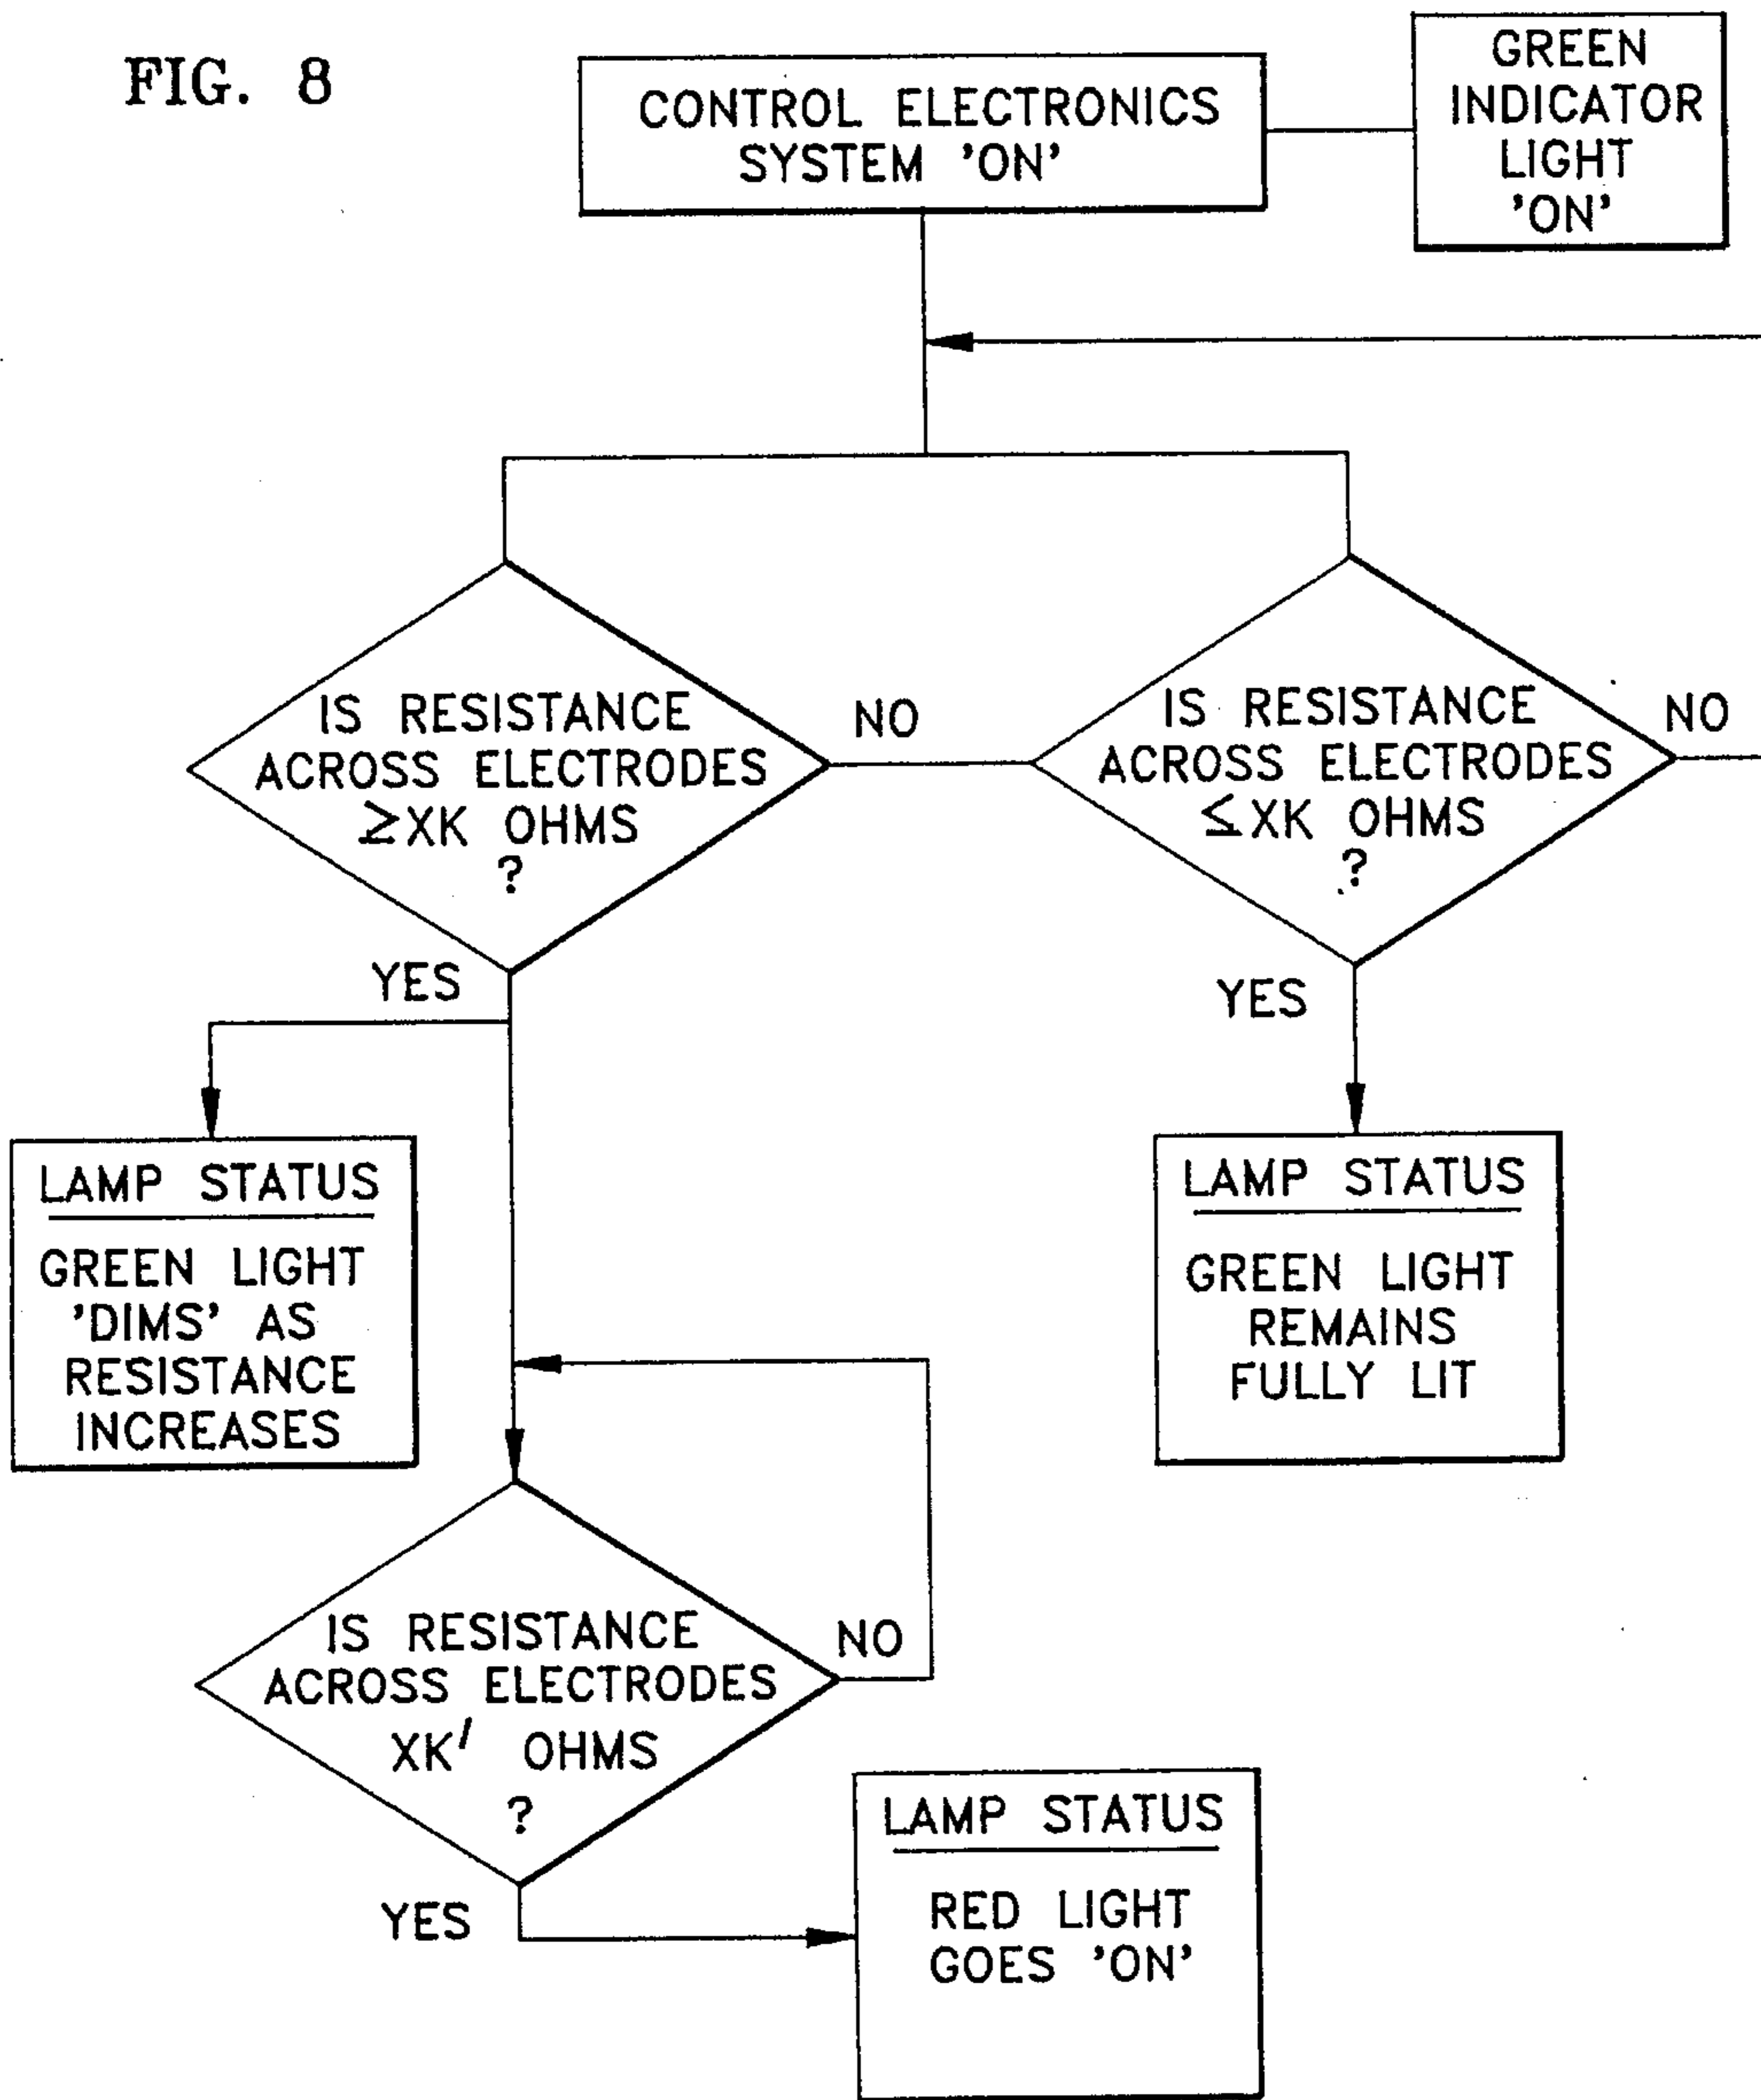 FIG. 8
CONTROL ELECTRONICS
SYSTEM 'ON'
GREEN
INDICATOR
LIGHT
'ON'
IS RESISTANCE
ACROSS ELECTRODES
≥XK OHMS
?
NO
YES
IS RESISTANCE
ACROSS ELECTRODES
≤XK OHMS
?
NO
YES
LAMP STATUS
GREEN LIGHT
'DIMS' AS
RESISTANCE
INCREASES
LAMP STATUS
GREEN LIGHT
REMAINS
FULLY LIT
IS RESISTANCE
ACROSS ELECTRODES
XK' OHMS
?
NO
YES
LAMP STATUS
RED LIGHT
GOES 'ON'